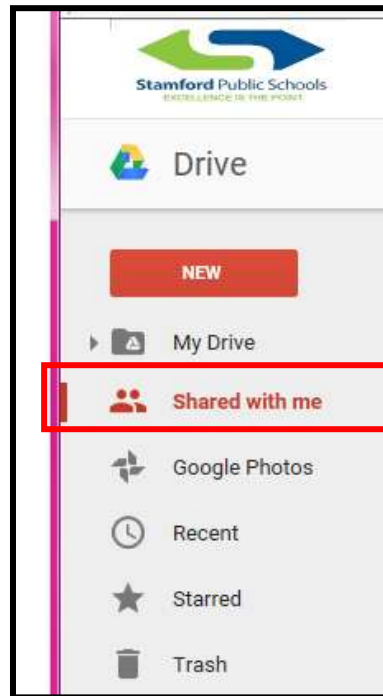 Stamford Public Schools
EXCELLENCE IS THE POINT
Drive
NEW
My Drive
Shared with me
Google Photos
Recent
Starred
Trash